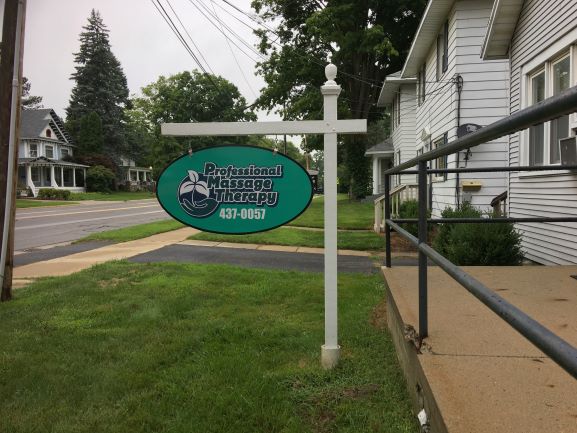 Professional
Massage
Therapy
437-0057